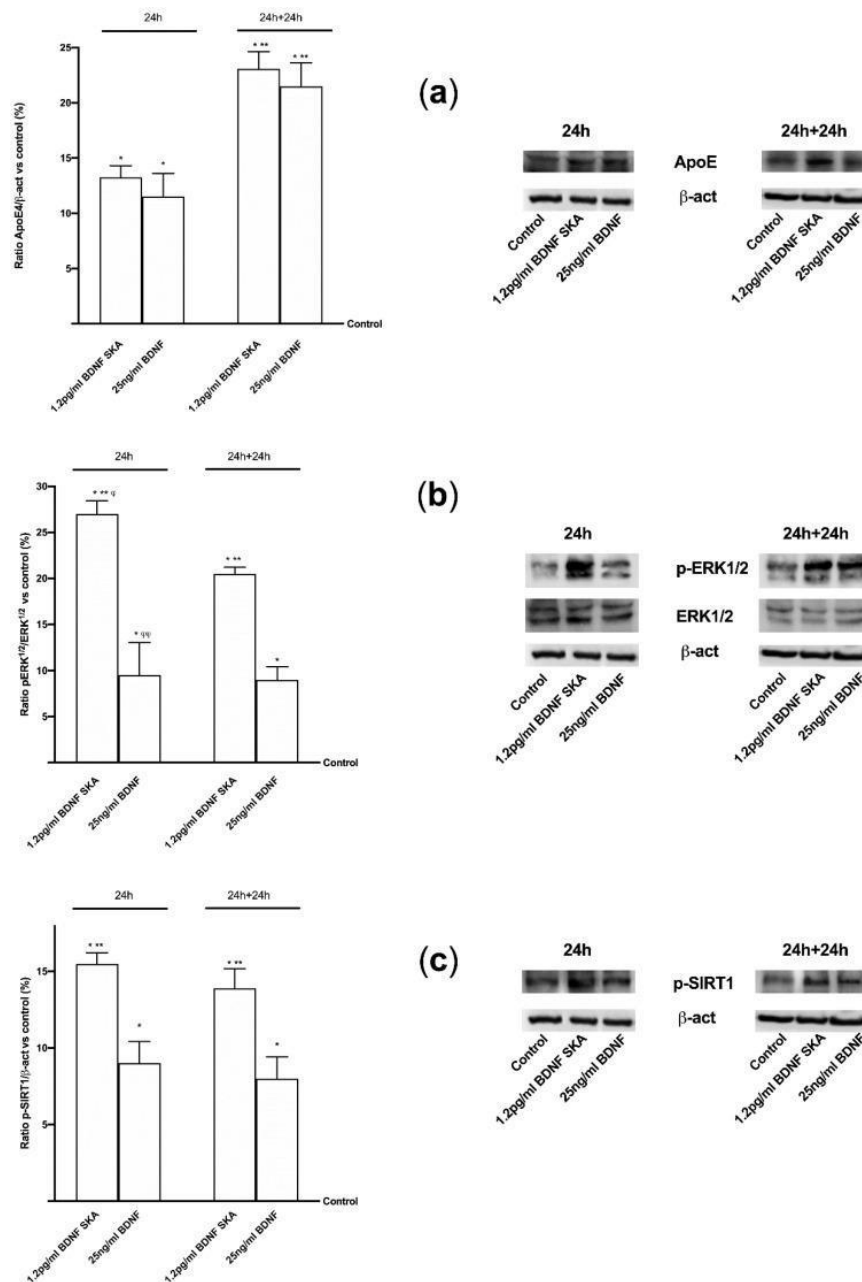 24h
24h+24h
Ratio ApoE4/β-act vs control (%)
25
20
15
10
5
* 
*
* **
* **
Control
1.2pg/ml BDNF SKA
25ng/ml BDNF
1.2pg/ml BDNF SKA
25ng/ml BDNF
(a)
24h
24h+24h
ApoE
β-act
Control
1.2pg/ml BDNF SKA
25ng/ml BDNF
Control
1.2pg/ml BDNF SKA
25ng/ml BDNF
24h
24h+24h
Ratio pERK1/2/ERK1/2 vs control (%)
30
25
20
15
10
5
* ** φ
* φφ
* **
*
Control
1.2pg/ml BDNF SKA
25ng/ml BDNF
1.2pg/ml BDNF SKA
25ng/ml BDNF
(b)
24h
24h+24h
p-ERK1/2
ERK1/2
β-act
Control
1.2pg/ml BDNF SKA
25ng/ml BDNF
Control
1.2pg/ml BDNF SKA
25ng/ml BDNF
24h
24h+24h
Ratio p-SIRT1/β-act vs control (%)
15
10
5
* **
*
* **
*
Control
1.2pg/ml BDNF SKA
25ng/ml BDNF
1.2pg/ml BDNF SKA
25ng/ml BDNF
(c)
24h
24h+24h
p-SIRT1
β-act
Control
1.2pg/ml BDNF SKA
25ng/ml BDNF
Control
1.2pg/ml BDNF SKA
25ng/ml BDNF